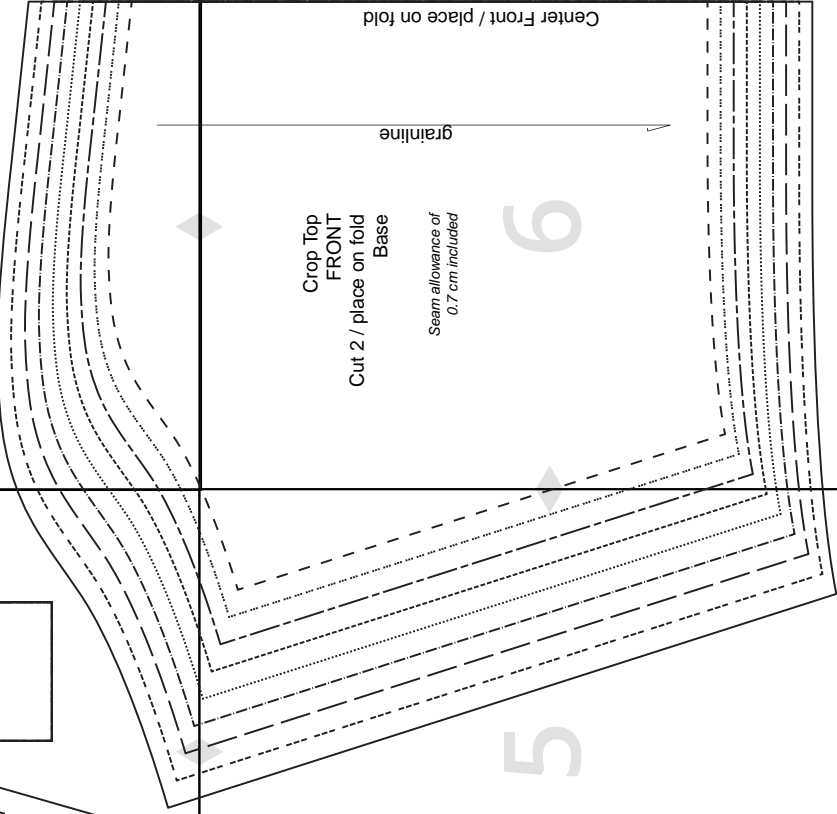 Center Front / place on fold
grainline
Crop Top
FRONT
Cut 2 / place on fold
Base
Seam allowance of
0.7 cm included
6
5